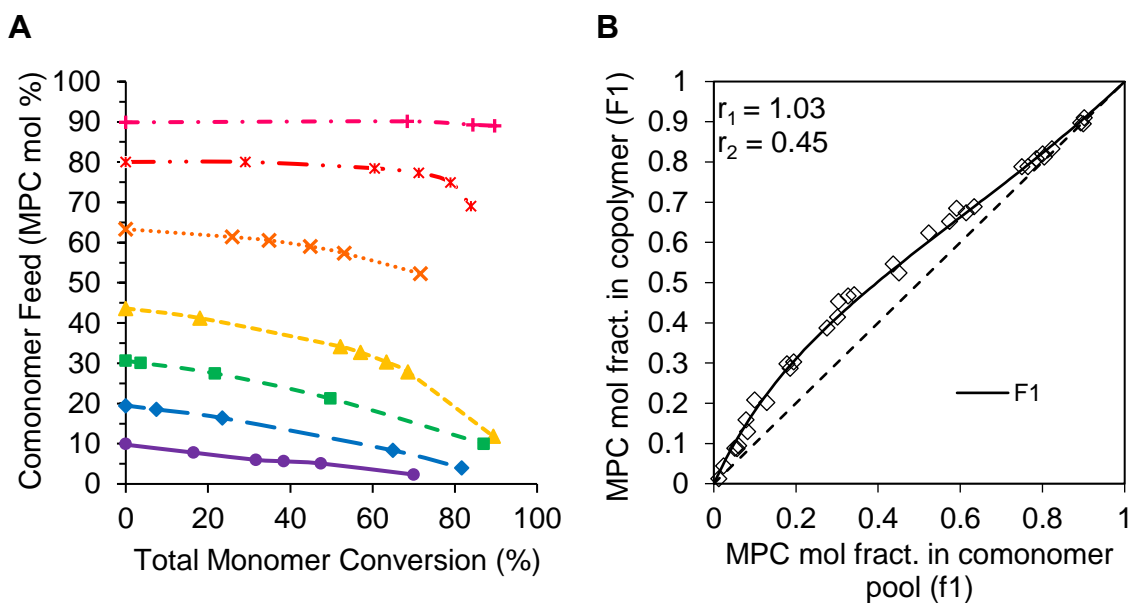 A
Comonomer Feed (MPC mol %)
100
90
80
70
60
50
40
30
20
10
0
0 20 40 60 80 100
Total Monomer Conversion (%)
B
MPC mol fract. in copolymer (F1)
1
0.9
0.8
0.7
0.6
0.5
0.4
0.3
0.2
0.1
0
r₁ = 1.03
r₂ = 0.45
F1
0 0.2 0.4 0.6 0.8 1
MPC mol fract. in comonomer
pool (f1)